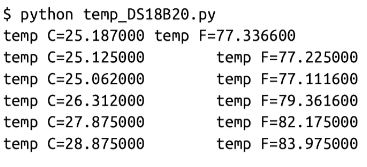 $ python temp_DS18B20.py
temp C=25.187000 temp F=77.336600
temp C=25.125000 temp F=77.225000
temp C=25.062000 temp F=77.111600
temp C=26.312000 temp F=79.361600
temp C=27.875000 temp F=82.175000
temp C=28.875000 temp F=83.975000